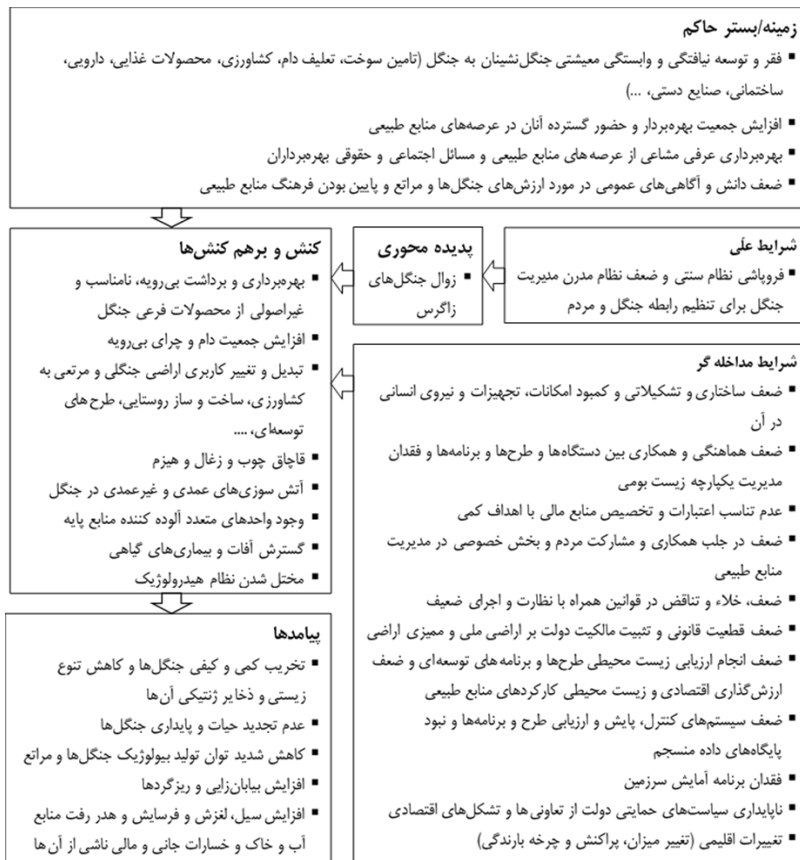 زمینه/بستر حاکم
▪ فقر و توسعه نیافتگی و وابستگی معیشتی جنگل‌نشینان به جنگل (تامین سوخت، تعلیف دام، کشاورزی، محصولات غذایی، دارویی،
ساختمانی، صنایع دستی، ...)
▪ افزایش جمعیت بهره‌بردار و حضور گسترده آنان در عرصه‌های منابع طبیعی
▪ بهره‌برداری عرفی مشاعی از عرصه های منابع طبیعی و مسائل اجتماعی و حقوقی بهره‌برداران
▪ ضعف دانش و آگاهی‌های عمومی در مورد ارزش‌های جنگل‌ها و مراتع و پایین بودن فرهنگ منابع طبیعی
شرایط علّی
▪ فروپاشی نظام سنتی و ضعف نظام مدرن مدیریت
جنگل برای تنظیم رابطه جنگل و مردم
پدیده محوری
▪ زوال جنگل‌های
زاگرس
شرایط مداخله گر
▪ ضعف ساختاری و تشکیلاتی و کمبود امکانات، تجهیزات و نیروی انسانی
در آن
▪ ضعف هماهنگی و همکاری بین دستگاه‌ها و طرح‌ها و برنامه‌ها و فقدان
مدیریت یکپارچه زیست بومی
▪ عدم تناسب اعتبارات و تخصیص منابع مالی با اهداف کمی
▪ ضعف در جلب همکاری و مشارکت مردم و بخش خصوصی در مدیریت
منابع طبیعی
▪ ضعف، خلاء و تناقض در قوانین همراه با نظارت و اجرای ضعیف
▪ ضعف قطعیت قانونی و تثبیت مالکیت دولت بر اراضی ملی و ممیزی اراضی
▪ ضعف انجام ارزیابی زیست محیطی طرح‌ها و برنامه های توسعه‌ای و ضعف
ارزش‌گذاری اقتصادی و زیست محیطی کارکردهای منابع طبیعی
▪ ضعف سیستم‌های کنترل، پایش و ارزیابی طرح و برنامه‌ها و نبود
پایگاه‌های داده منسجم
▪ فقدان برنامه آمایش سرزمین
▪ ناپایداری سیاست‌های حمایتی دولت از تعاونی ها و تشکل‌های اقتصادی
▪ تغییرات اقلیمی (تغییر میزان، پراکنش و چرخه بارندگی)
کنش و برهم کنش‌ها
▪ بهره‌برداری و برداشت بی‌رویه، نامناسب و
غیراصولی از محصولات فرعی جنگل
▪ افزایش جمعیت دام و چرای بی‌رویه
▪ تبدیل و تغییر کاربری اراضی جنگلی و مرتعی به
کشاورزی، ساخت و ساز روستایی، طرح های
توسعه‌ای، ....
▪ قاچاق چوب و زغال و هیزم
▪ آتش سوزی‌های عمدی و غیرعمدی در جنگل
▪ وجود واحدهای متعدد آلوده کننده منابع پایه
▪ گسترش آفات و بیماری‌های گیاهی
▪ مختل شدن نظام هیدرولوژیک
پیامدها
▪ تخریب کمی و کیفی جنگل‌ها و کاهش تنوع
زیستی و ذخایر ژنتیکی آن‌ها
▪ عدم تجدید حیات و پایداری جنگل‌ها
▪ کاهش شدید توان تولید بیولوژیک جنگل‌ها و مراتع
▪ افزایش بیابان‌زایی و ریزگردها
▪ افزایش سیل، لغزش و فرسایش و هدر رفت منابع
آب و خاک و خسارات جانی و مالی ناشی از آن ها